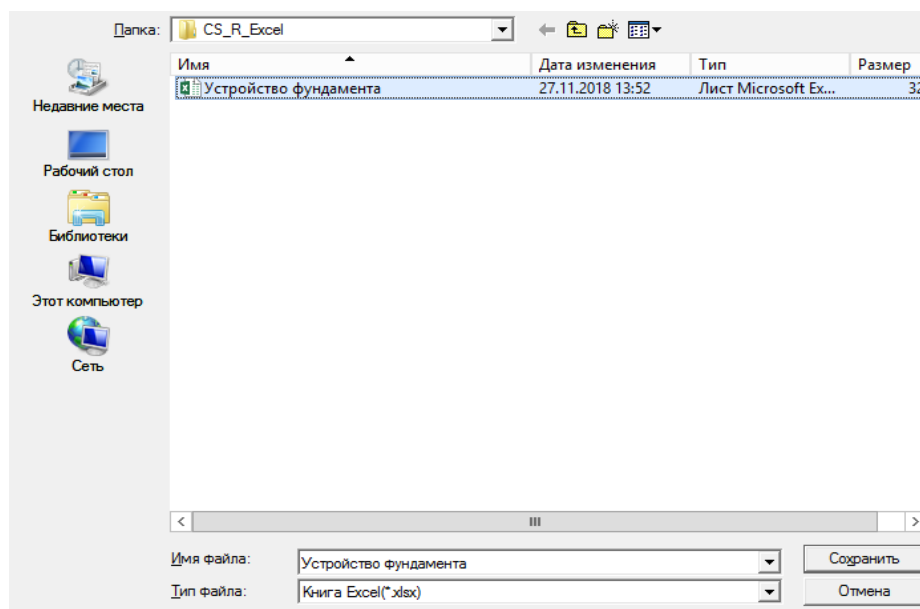 Папка: CS_R_Excel
Имя Дата изменения Тип Размер
Устройство фундамента 27.11.2018 13:52 Лист Microsoft Ex... 32
Недавние места
Рабочий стол
Библиотеки
Этот компьютер
Сеть
Имя файла: Устройство фундамента Сохранить
Тип файла: Книга Excel(*.xlsx) Отмена